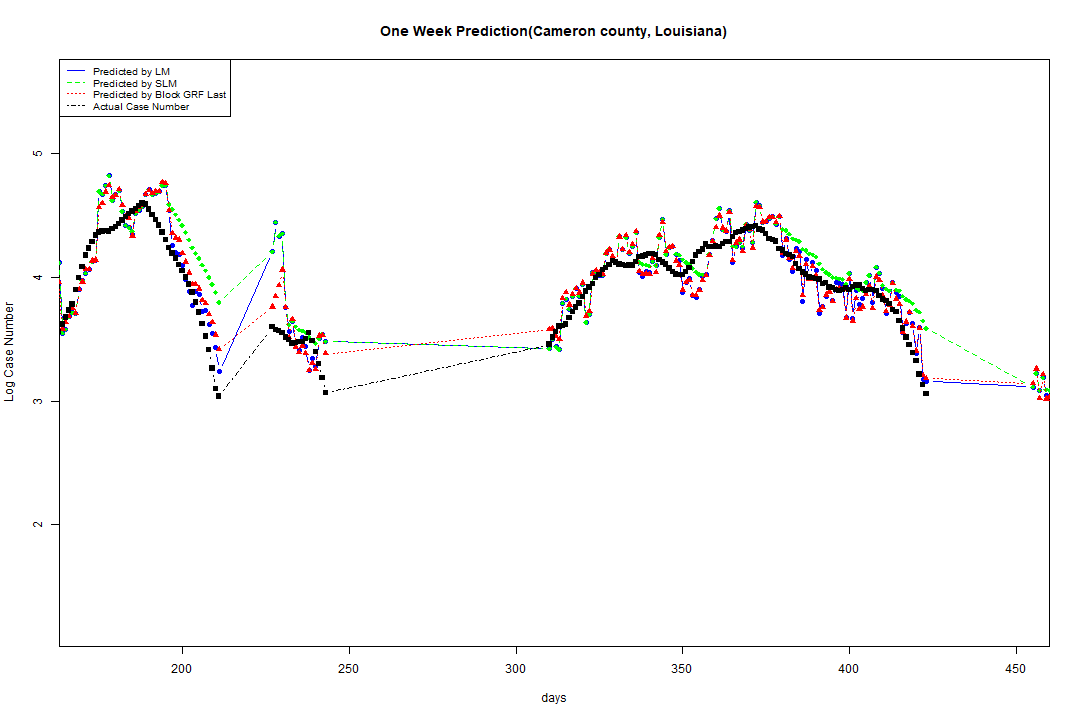 One Week Prediction(Cameron county, Louisiana)
Predicted by LM
Predicted by SLM
Predicted by Block GRF Last
Actual Case Number
5
4
3
2
Log Case Number
200 250 300 350 400 450
days